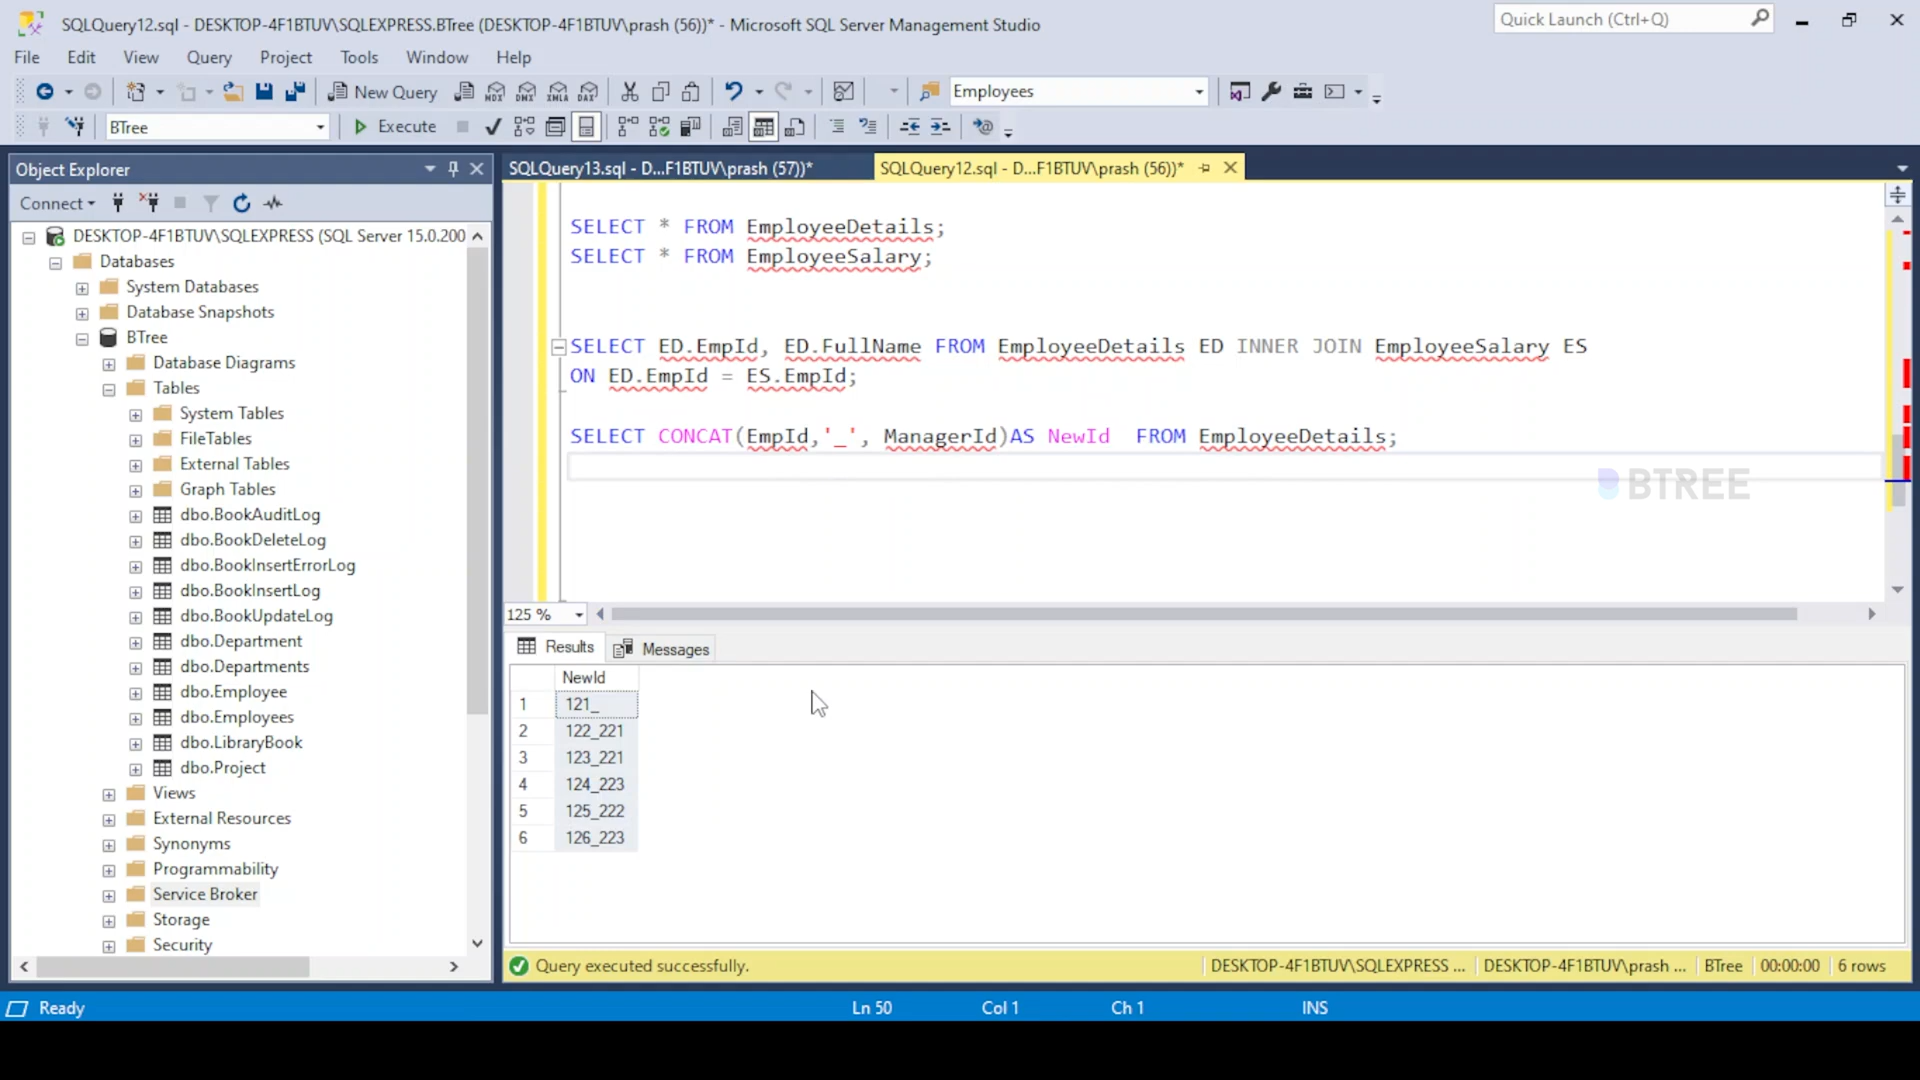 SQLQuery12.sql - DESKTOP-4F1BTUV\SQLEXPRESS.BTree (DESKTOP-4F1BTUV\prash (56))* - Microsoft SQL Server Management Studio
Quick Launch (Ctrl+Q)
File Edit View Query Project Tools Window Help
New Query
MDX DMX XMLA DAX
Employees
BTree
Execute
Object Explorer
SQLQuery13.sql - D...F1BTUV\prash (57))*
SQLQuery12.sql - D...F1BTUV\prash (56))*
Connect
DESKTOP-4F1BTUV\SQLEXPRESS (SQL Server 15.0.200
Databases
System Databases
Database Snapshots
BTree
Database Diagrams
Tables
System Tables
FileTables
External Tables
Graph Tables
dbo.BookAuditLog
dbo.BookDeleteLog
dbo.BookInsertErrorLog
dbo.BookInsertLog
dbo.BookUpdateLog
dbo.Department
dbo.Departments
dbo.Employee
dbo.Employees
dbo.LibraryBook
dbo.Project
Views
External Resources
Synonyms
Programmability
Service Broker
Storage
Security
SELECT * FROM EmployeeDetails;
SELECT * FROM EmployeeSalary;
SELECT ED.EmpId, ED.FullName FROM EmployeeDetails ED INNER JOIN EmployeeSalary ES
ON ED.EmpId = ES.EmpId;
SELECT CONCAT(EmpId,'_', ManagerId)AS NewId  FROM EmployeeDetails;
BTREE
125 %
Results
Messages
NewId
1 121_
2 122_221
3 123_221
4 124_223
5 125_222
6 126_223
Query executed successfully.
DESKTOP-4F1BTUV\SQLEXPRESS ... DESKTOP-4F1BTUV\prash ... BTree 00:00:00 6 rows
Ready
Ln 50
Col 1
Ch 1
INS